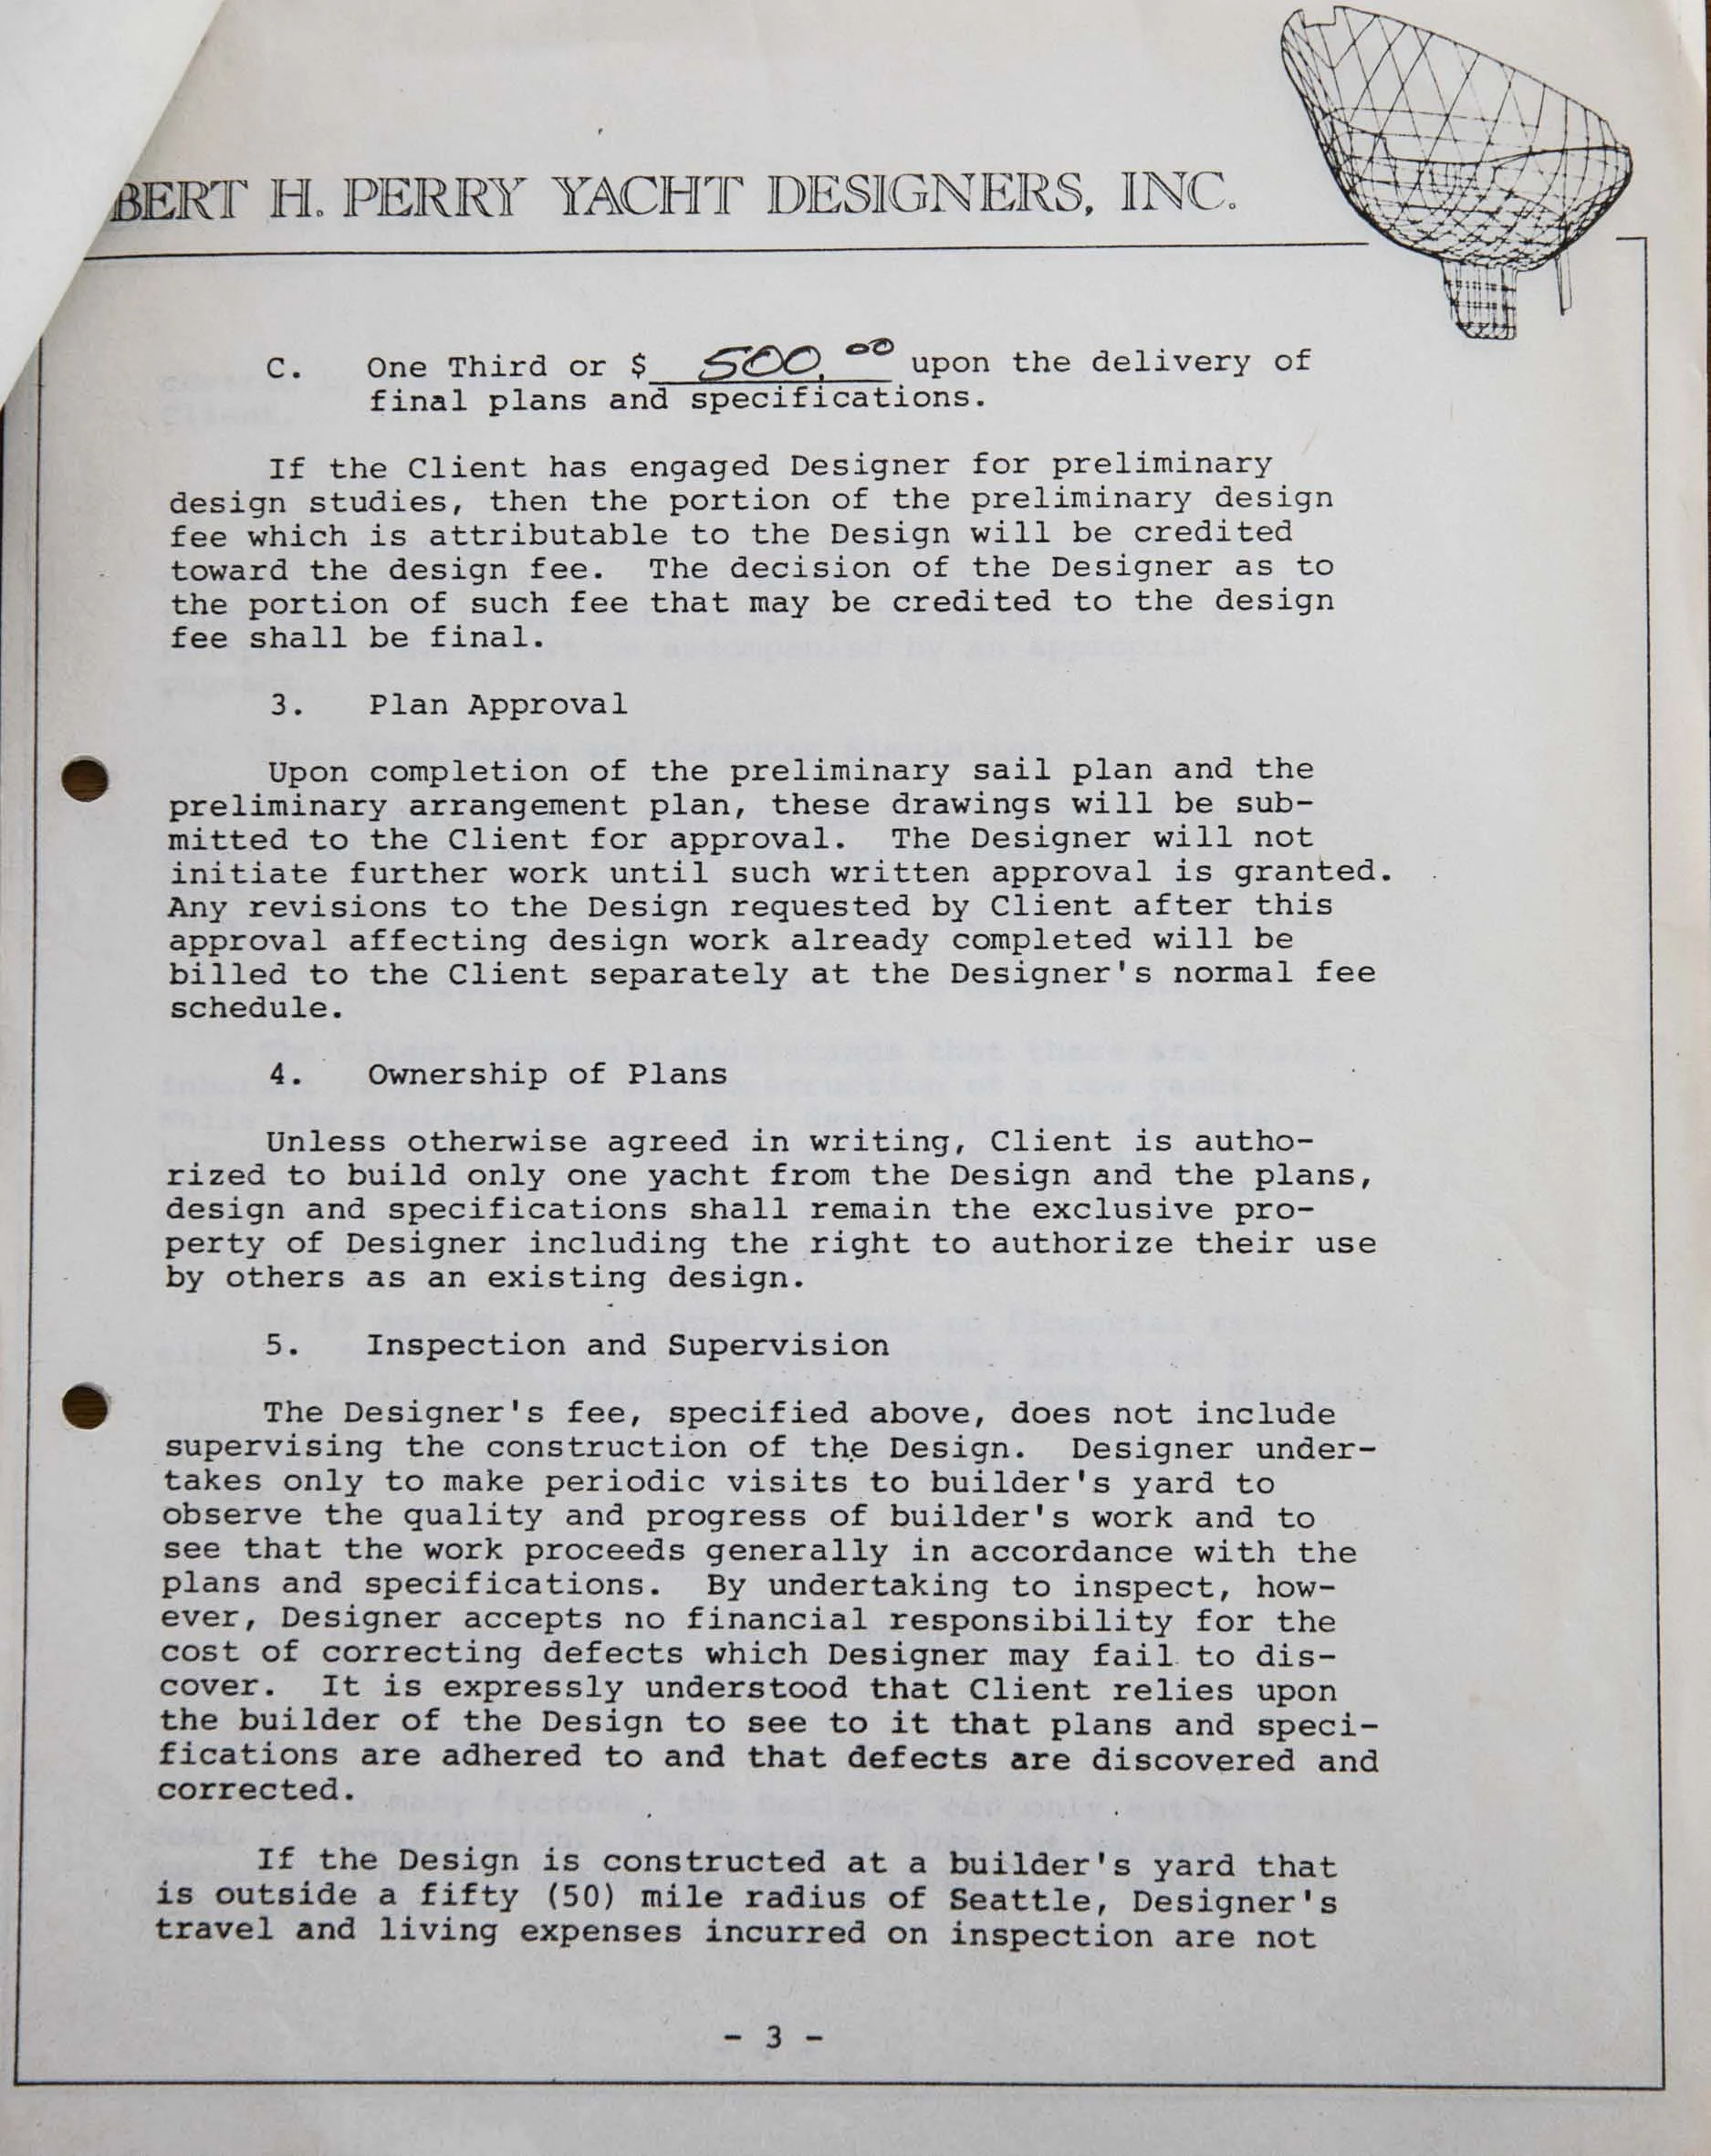 BERT H. PERRY YACHT DESIGNERS, INC.
C. One Third or $ 500.00 upon the delivery of
final plans and specifications.
If the Client has engaged Designer for preliminary
design studies, then the portion of the preliminary design
fee which is attributable to the Design will be credited
toward the design fee. The decision of the Designer as to
the portion of such fee that may be credited to the design
fee shall be final.
3. Plan Approval
Upon completion of the preliminary sail plan and the
preliminary arrangement plan, these drawings will be sub-
mitted to the Client for approval. The Designer will not
initiate further work until such written approval is granted.
Any revisions to the Design requested by Client after this
approval affecting design work already completed will be
billed to the Client separately at the Designer's normal fee
schedule.
4. Ownership of Plans
Unless otherwise agreed in writing, Client is autho-
rized to build only one yacht from the Design and the plans,
design and specifications shall remain the exclusive pro-
perty of Designer including the right to authorize their use
by others as an existing design.
5. Inspection and Supervision
The Designer's fee, specified above, does not include
supervising the construction of the Design. Designer under-
takes only to make periodic visits to builder's yard to
observe the quality and progress of builder's work and to
see that the work proceeds generally in accordance with the
plans and specifications. By undertaking to inspect, how-
ever, Designer accepts no financial responsibility for the
cost of correcting defects which Designer may fail to dis-
cover. It is expressly understood that Client relies upon
the builder of the Design to see to it that plans and speci-
fications are adhered to and that defects are discovered and
corrected.
If the Design is constructed at a builder's yard that
is outside a fifty (50) mile radius of Seattle, Designer's
travel and living expenses incurred on inspection are not
- 3 -